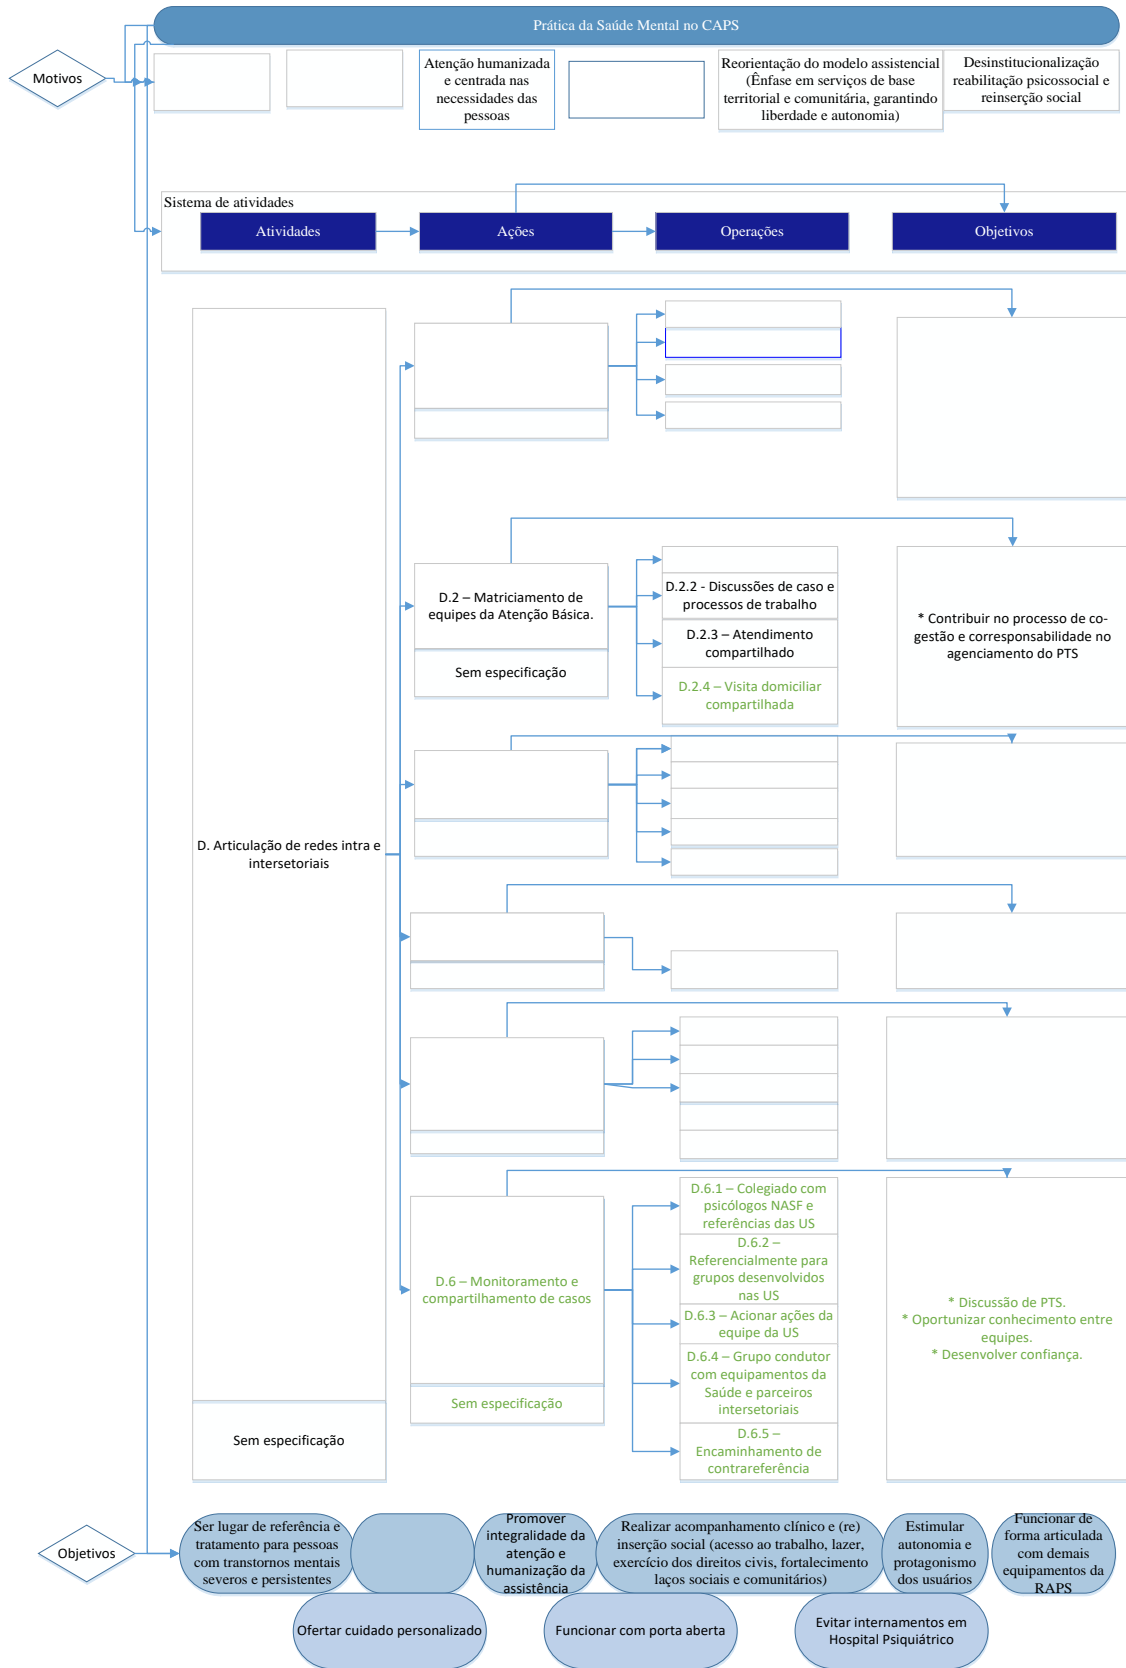 Prática da Saúde Mental no CAPS
Motivos
Atenção humanizada
e centrada nas
necessidades das
pessoas
Reorientação do modelo assistencial
(Ênfase em serviços de base
territorial e comunitária, garantindo
liberdade e autonomia)
Desinstitucionalização
reabilitação psicossocial e
reinserção social
Sistema de atividades
Atividades
Ações
Operações
Objetivos
D. Articulação de redes intra e
intersetoriais
Sem especificação
D.2 – Matriciamento de
equipes da Atenção Básica.
Sem especificação
D.2.2 - Discussões de caso e
processos de trabalho
D.2.3 – Atendimento
compartilhado
D.2.4 – Visita domiciliar
compartilhada
* Contribuir no processo de co-
gestão e corresponsabilidade no
agenciamento do PTS
D.6 – Monitoramento e
compartilhamento de casos
Sem especificação
D.6.1 – Colegiado com
psicólogos NASF e
referências das US
D.6.2 –
Referencialmente para
grupos desenvolvidos
nas US
D.6.3 – Acionar ações da
equipe da US
D.6.4 – Grupo condutor
com equipamentos da
Saúde e parceiros
intersetoriais
D.6.5 –
Encaminhamento de
contrareferência
* Discussão de PTS.
* Oportunizar conhecimento entre
equipes.
* Desenvolver confiança.
Objetivos
Ser lugar de referência e
tratamento para pessoas
com transtornos mentais
severos e persistentes
Promover
integralidade da
atenção e
humanização da
assistência
Realizar acompanhamento clínico e (re)
inserção social (acesso ao trabalho, lazer,
exercício dos direitos civis, fortalecimento
laços sociais e comunitários)
Estimular
autonomia e
protagonismo
dos usuários
Funcionar de
forma articulada
com demais
equipamentos da
RAPS
Ofertar cuidado personalizado
Funcionar com porta aberta
Evitar internamentos em
Hospital Psiquiátrico